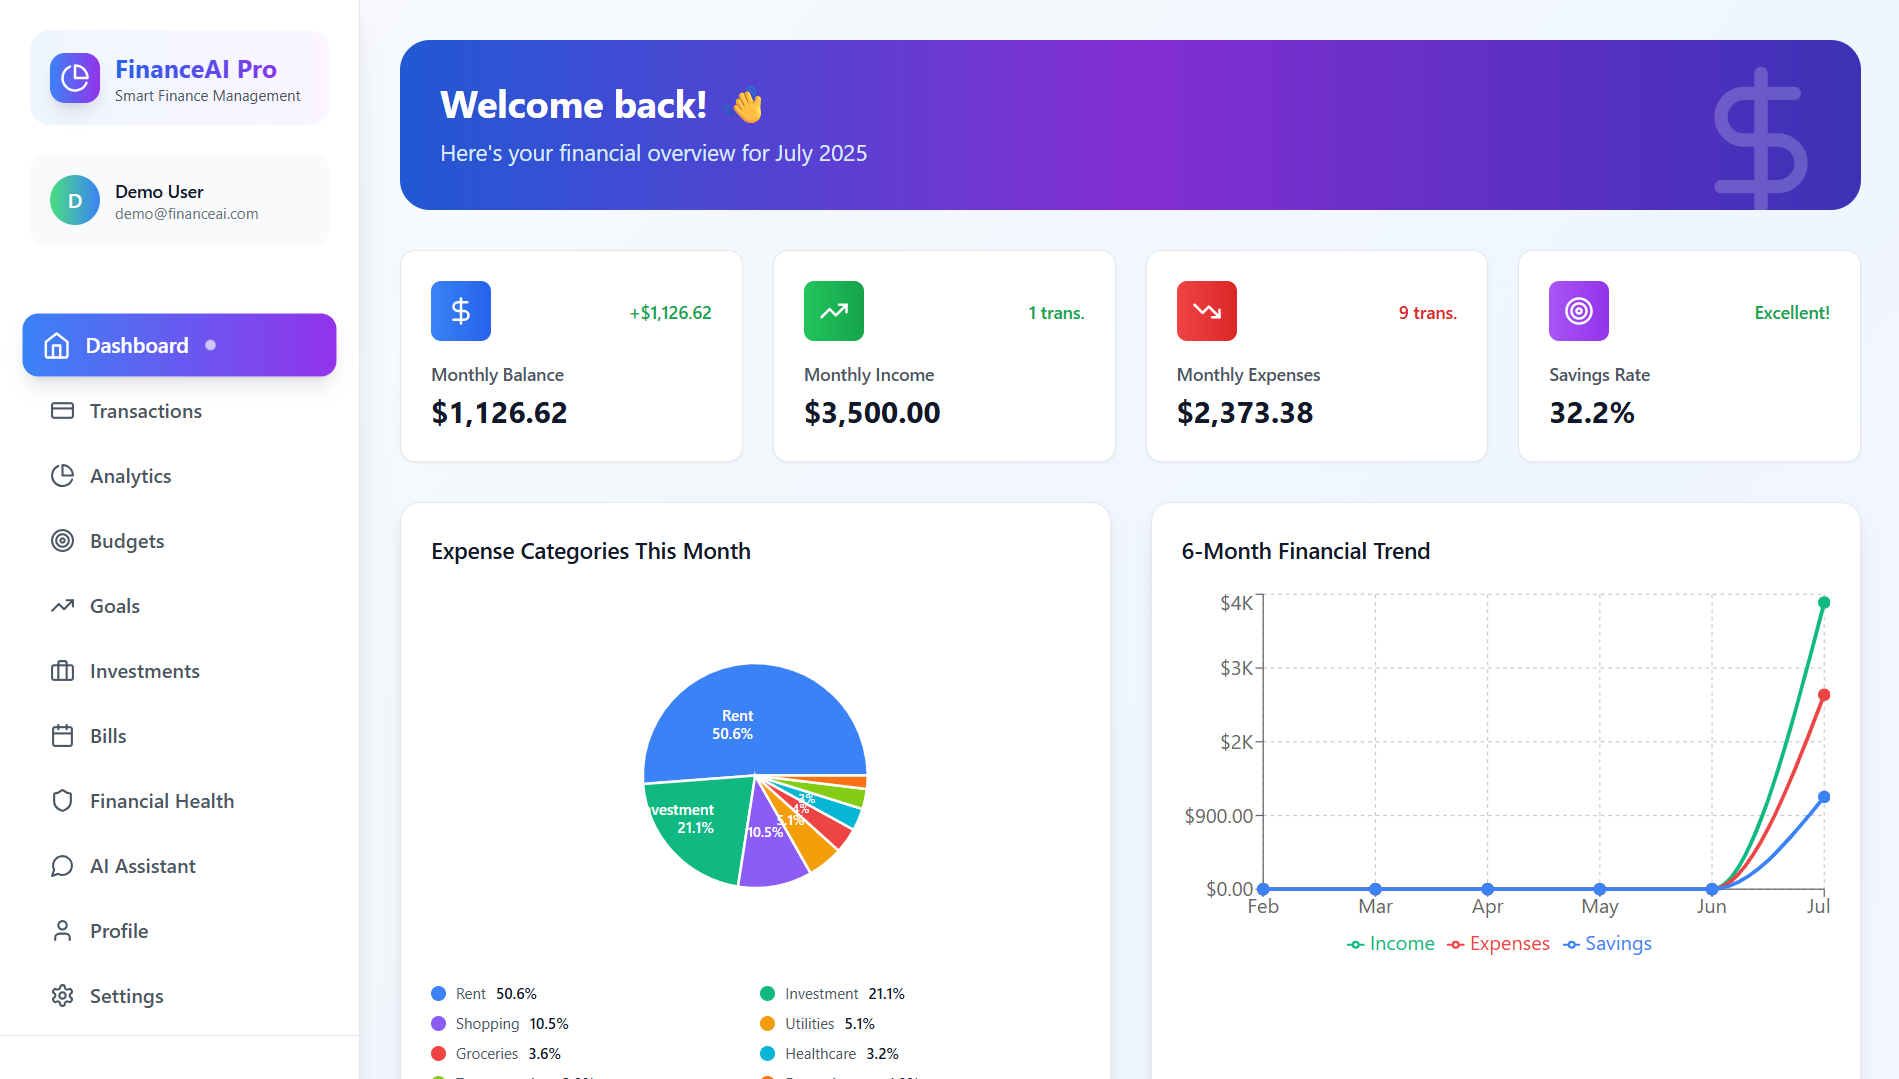 FinanceAI Pro
Smart Finance Management
D
Demo User
demo@financeai.com
Dashboard
Transactions
Analytics
Budgets
Goals
Investments
Bills
Financial Health
AI Assistant
Profile
Settings
Welcome back! 👋
Here's your financial overview for July 2025
+$1,126.62
Monthly Balance
$1,126.62
1 trans.
Monthly Income
$3,500.00
9 trans.
Monthly Expenses
$2,373.38
Excellent!
Savings Rate
32.2%
Expense Categories This Month
Rent
50.6%
vestment
21.1%
10.5%
5.1%
4%
3%
Rent 50.6%
Investment 21.1%
Shopping 10.5%
Utilities 5.1%
Groceries 3.6%
Healthcare 3.2%
6-Month Financial Trend
$4K
$3K
$2K
$900.00
$0.00
Feb Mar Apr May Jun Jul
Income Expenses Savings